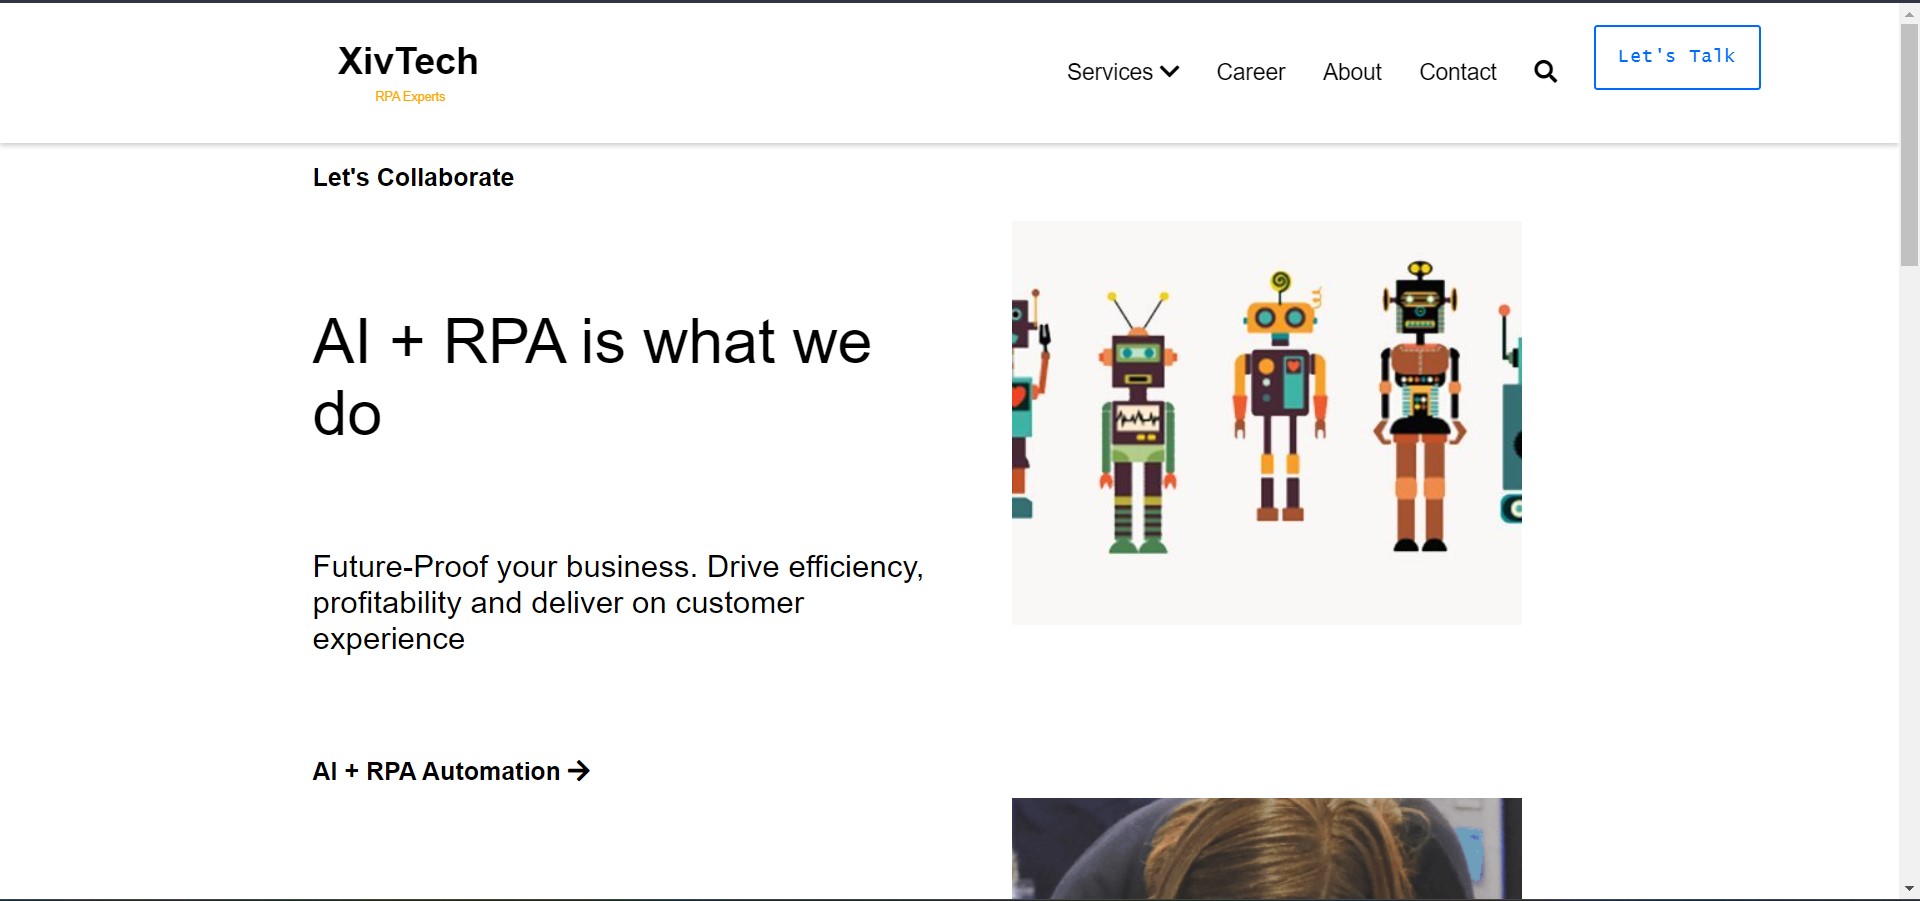 XivTech
RPA Experts
Services
Career
About
Contact
Let's Talk
Let's Collaborate
AI + RPA is what we
do
Future-Proof your business. Drive efficiency,
profitability and deliver on customer
experience
AI + RPA Automation →